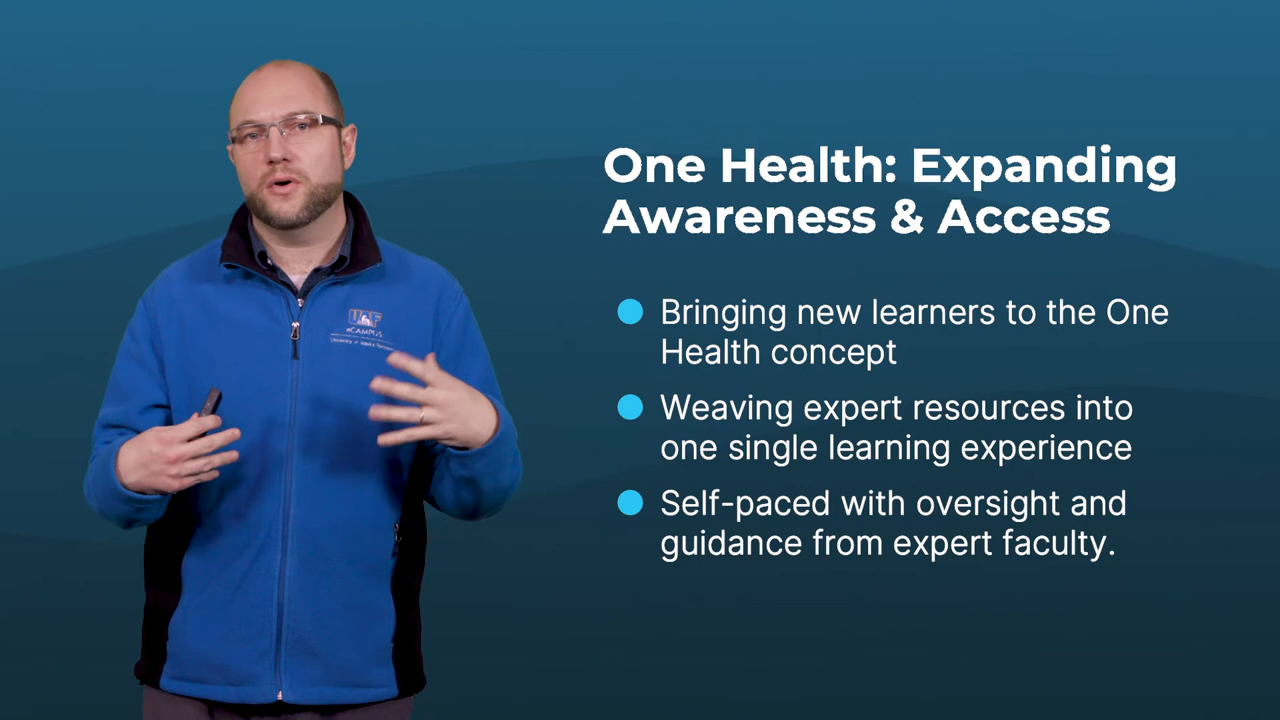 One Health: Expanding
Awareness & Access
Bringing new learners to the One
Health concept
Weaving expert resources into
one single learning experience
Self-paced with oversight and
guidance from expert faculty.
UAF
eCAMPUS